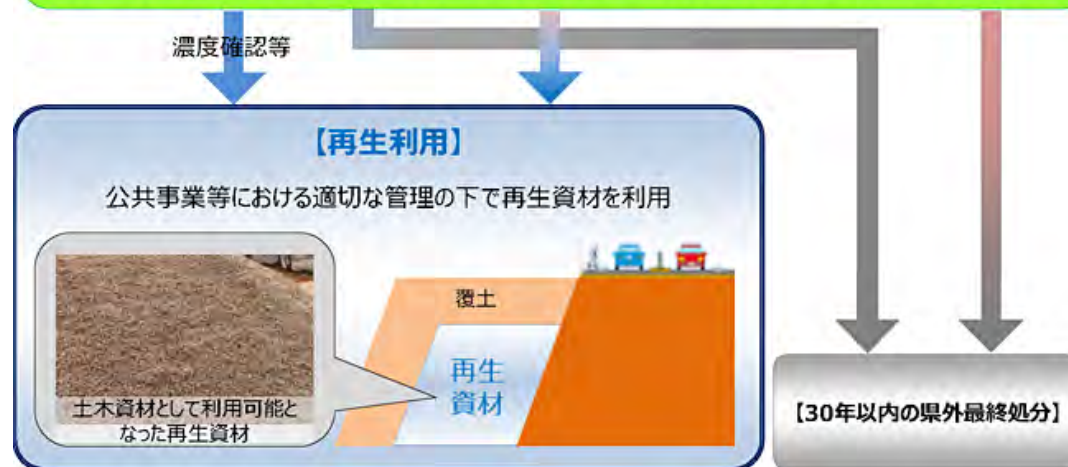 濃度確認等
【再生利用】
公共事業等における適切な管理の下で再生資材を利用
覆土
再生
資材
土木資材として利用可能と
なった再生資材
【30年以内の県外最終処分】